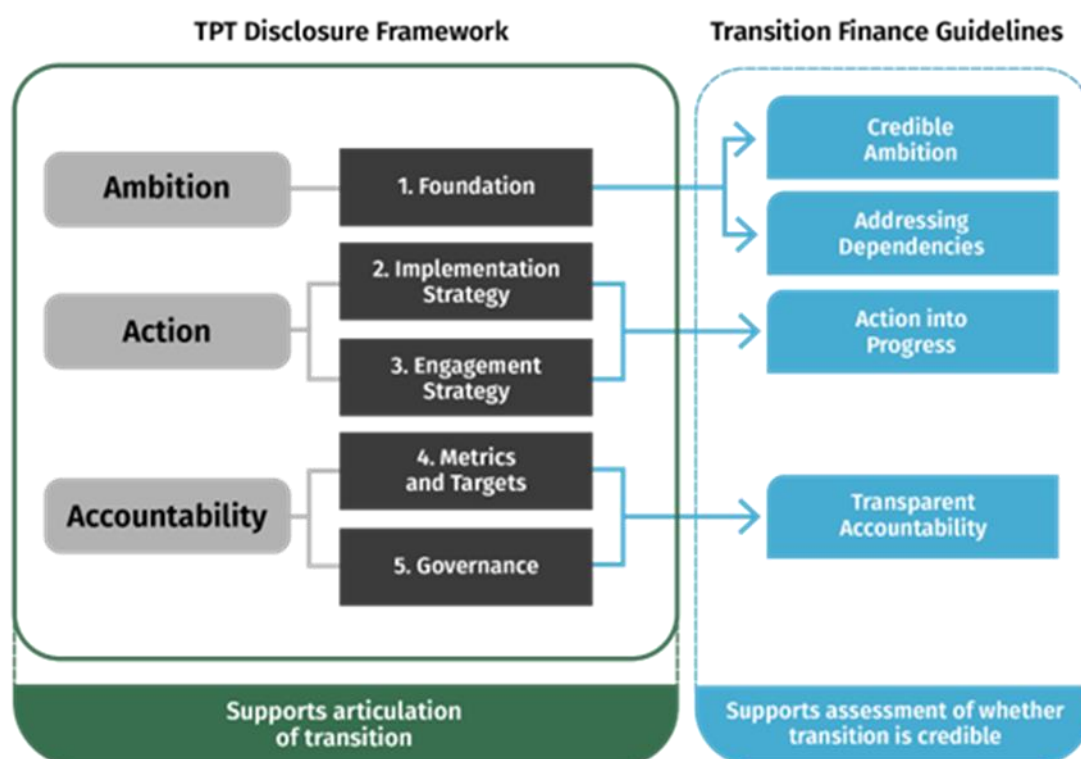 TPT Disclosure Framework
Transition Finance Guidelines
Ambition
1. Foundation
Credible
Ambition
Addressing
Dependencies
Action
2. Implementation
Strategy
3. Engagement
Strategy
Action into
Progress
Accountability
4. Metrics
and Targets
5. Governance
Transparent
Accountability
Supports articulation
of transition
Supports assessment of whether
transition is credible